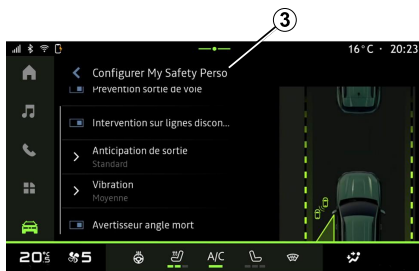 3
16°C · 20:23
Configurer My Safety Perso
Prévention sortie de voie
Intervention sur lignes discon...
Anticipation de sortie
Standard
Vibration
Moyenne
Avertisseur angle mort
20.5 5 A/C